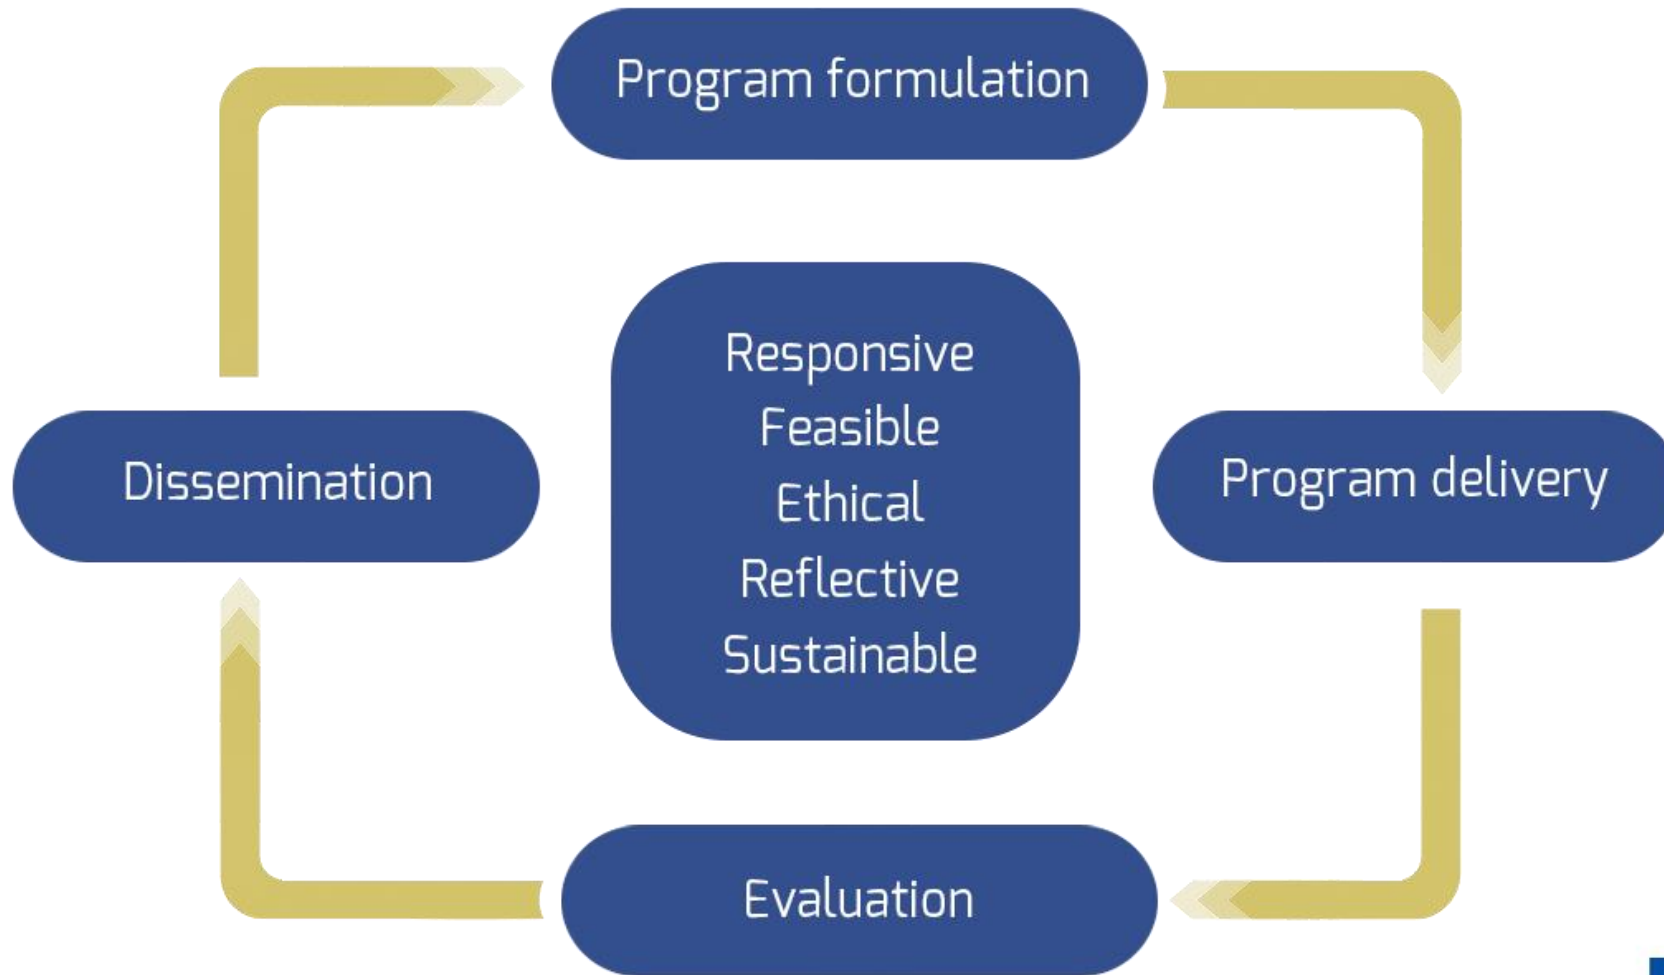 Program formulation
Responsive
Feasible
Ethical
Reflective
Sustainable
Dissemination
Program delivery
Evaluation